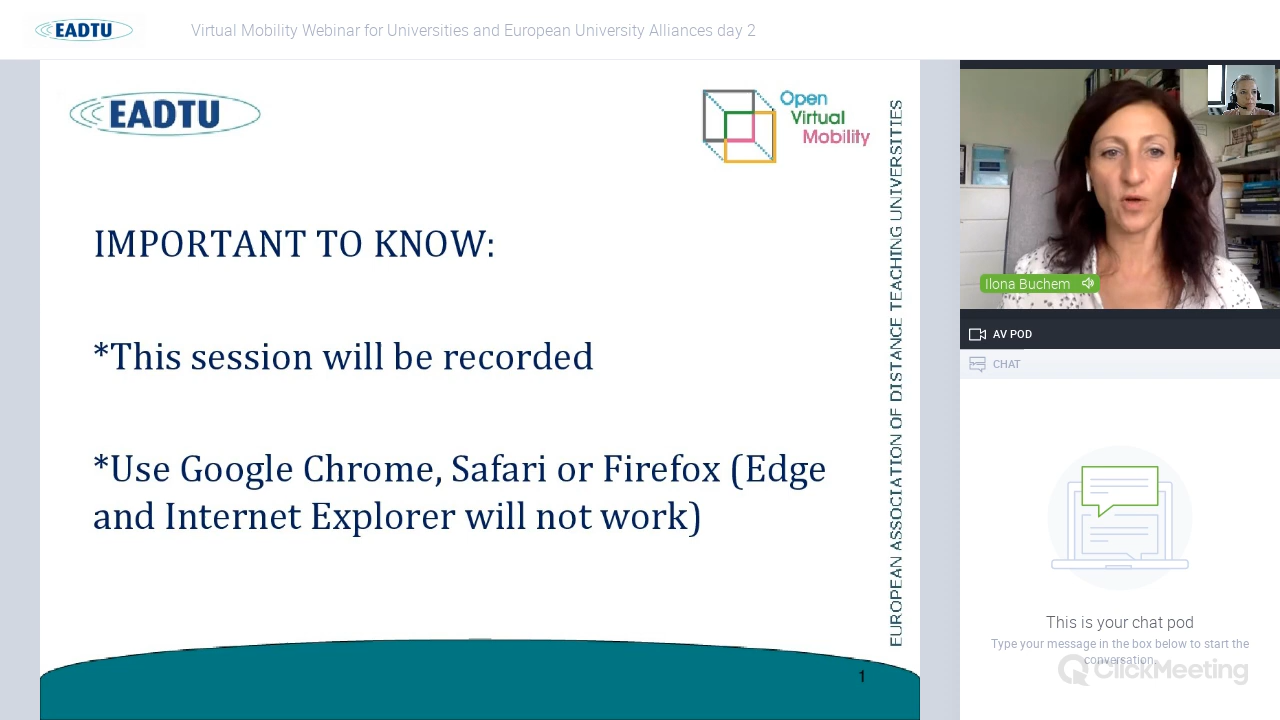 EADTU
Virtual Mobility Webinar for Universities and European University Alliances day 2
EADTU
Open
Virtual
Mobility
EUROPEAN ASSOCIATION OF DISTANCE TEACHING UNIVERSITIES
IMPORTANT TO KNOW:
*This session will be recorded
*Use Google Chrome, Safari or Firefox (Edge
and Internet Explorer will not work)
1
Ilona Buchem
AV POD
CHAT
This is your chat pod
Type your message in the box below to start the
conversation.
ClickMeeting